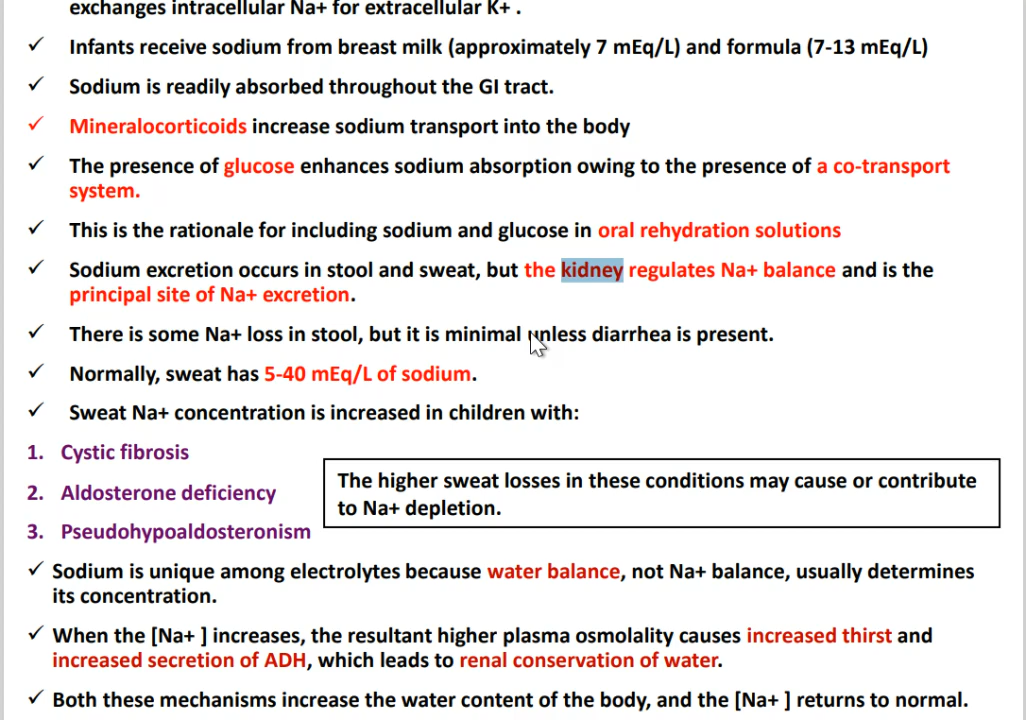 exchanges intracellular Na+ for extracellular K+ .
✓ Infants receive sodium from breast milk (approximately 7 mEq/L) and formula (7-13 mEq/L)
✓ Sodium is readily absorbed throughout the GI tract.
✓ Mineralocorticoids increase sodium transport into the body
✓ The presence of glucose enhances sodium absorption owing to the presence of a co-transport
system.
✓ This is the rationale for including sodium and glucose in oral rehydration solutions
✓ Sodium excretion occurs in stool and sweat, but the kidney regulates Na+ balance and is the
principal site of Na+ excretion.
✓ There is some Na+ loss in stool, but it is minimal unless diarrhea is present.
✓ Normally, sweat has 5-40 mEq/L of sodium.
✓ Sweat Na+ concentration is increased in children with:
1. Cystic fibrosis
2. Aldosterone deficiency
3. Pseudohypoaldosteronism
The higher sweat losses in these conditions may cause or contribute
to Na+ depletion.
✓ Sodium is unique among electrolytes because water balance, not Na+ balance, usually determines
its concentration.
✓ When the [Na+ ] increases, the resultant higher plasma osmolality causes increased thirst and
increased secretion of ADH, which leads to renal conservation of water.
✓ Both these mechanisms increase the water content of the body, and the [Na+ ] returns to normal.